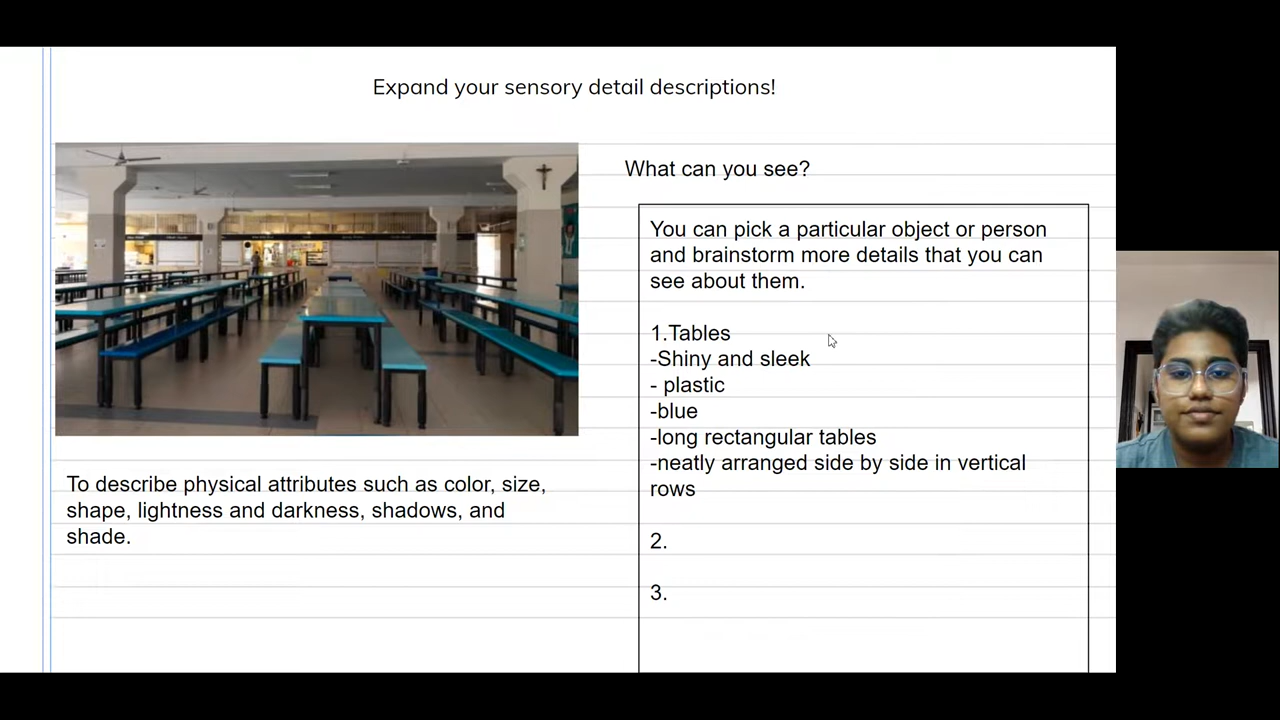 Expand your sensory detail descriptions!
What can you see?
You can pick a particular object or person
and brainstorm more details that you can
see about them.
1.Tables
-Shiny and sleek
- plastic
-blue
-long rectangular tables
-neatly arranged side by side in vertical
rows
2.
3.
To describe physical attributes such as color, size,
shape, lightness and darkness, shadows, and
shade.